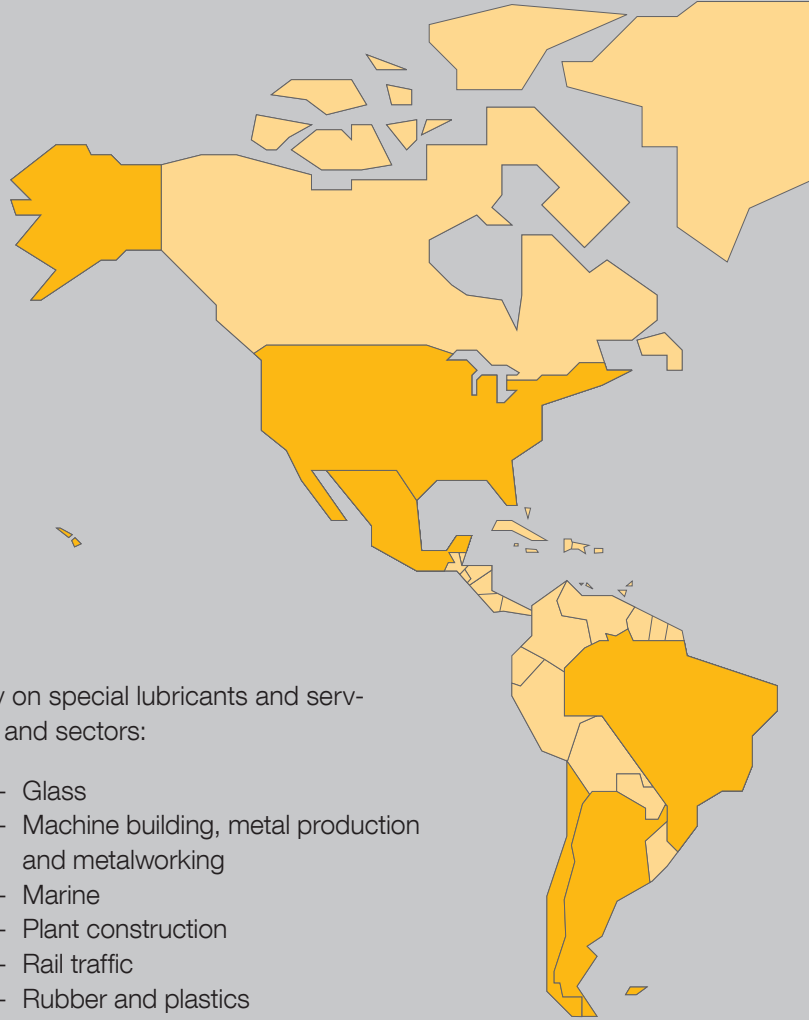 y on special lubricants and serv-
and sectors:
- Glass
- Machine building, metal production
and metalworking
- Marine
- Plant construction
- Rail traffic
- Rubber and plastics